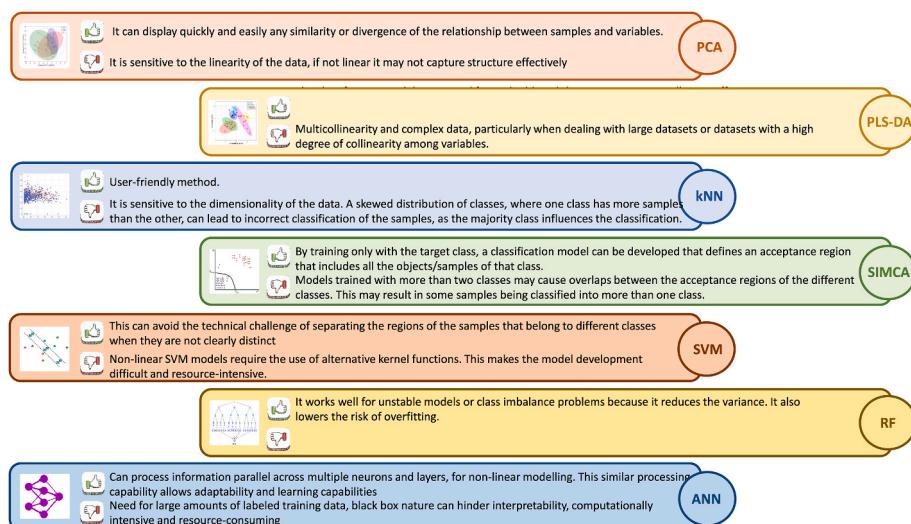 It can display quickly and easily any similarity or divergence of the relationship between samples and variables.
PCA
It is sensitive to the linearity of the data, if not linear it may not capture structure effectively
PLS-DA
Multicollinearity and complex data, particularly when dealing with large datasets or datasets with a high
degree of collinearity among variables.
User-friendly method.
kNN
It is sensitive to the dimensionality of the data. A skewed distribution of classes, where one class has more samples
than the other, can lead to incorrect classification of the samples, as the majority class influences the classification.
By training only with the target class, a classification model can be developed that defines an acceptance region
that includes all the objects/samples of that class.
SIMCA
Models trained with more than two classes may cause overlaps between the acceptance regions of the different
classes. This may result in some samples being classified into more than one class.
This can avoid the technical challenge of separating the regions of the samples that belong to different classes
when they are not clearly distinct
SVM
Non-linear SVM models require the use of alternative kernel functions. This makes the model development
difficult and resource-intensive.
It works well for unstable models or class imbalance problems because it reduces the variance. It also
lowers the risk of overfitting.
RF
Can process information parallel across multiple neurons and layers, for non-linear modelling. This similar processing
capability allows adaptability and learning capabilities
ANN
Need for large amounts of labeled training data, black box nature can hinder interpretability, computationally
intensive and resource-consuming